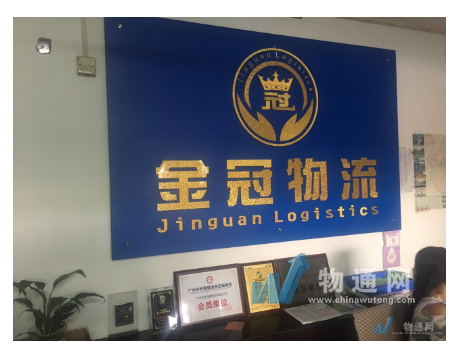 Jinguan Logistics
冠
金冠物流
Jinguan Logistics
会员单位
物通网
www.chinawutong.com
物通网